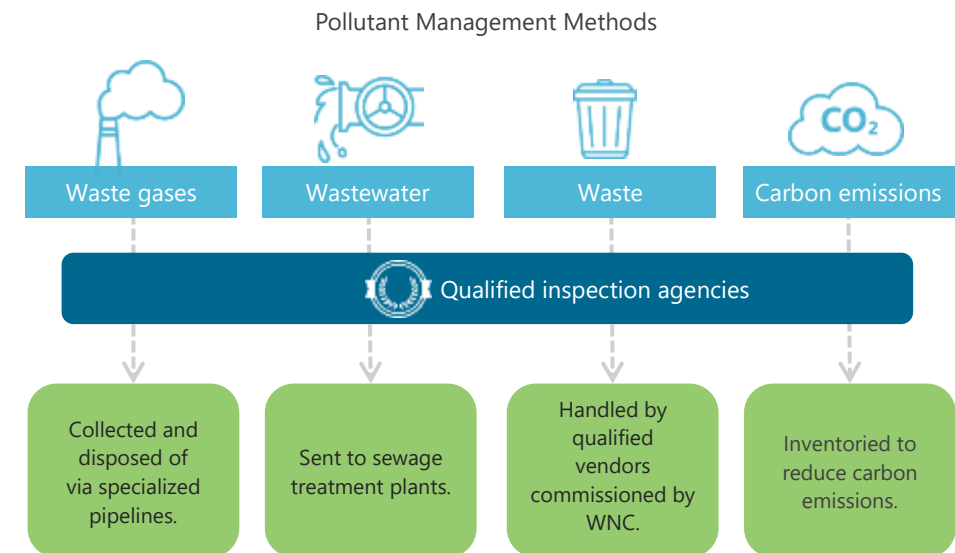 Pollutant Management Methods
CO₂
Waste gases
Wastewater
Waste
Carbon emissions
Qualified inspection agencies
Collected and
disposed of
via specialized
pipelines.
Sent to sewage
treatment plants.
Handled by
qualified
vendors
commissioned by
WNC.
Inventoried to
reduce carbon
emissions.